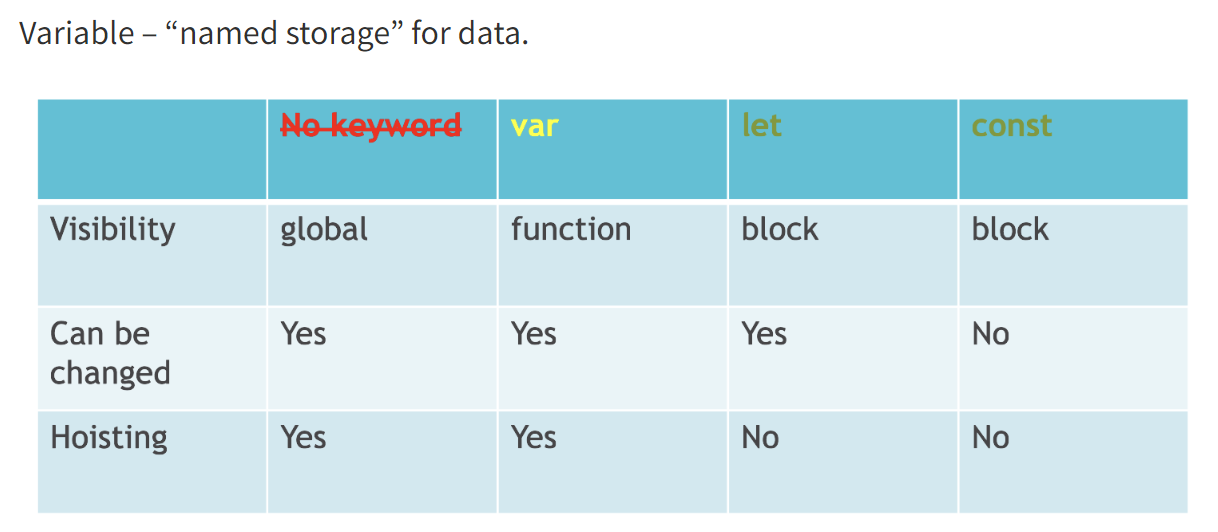 Variable – “named storage” for data.
No keyword var let const
Visibility global function block block
Can be changed Yes Yes Yes No
Hoisting Yes Yes No No